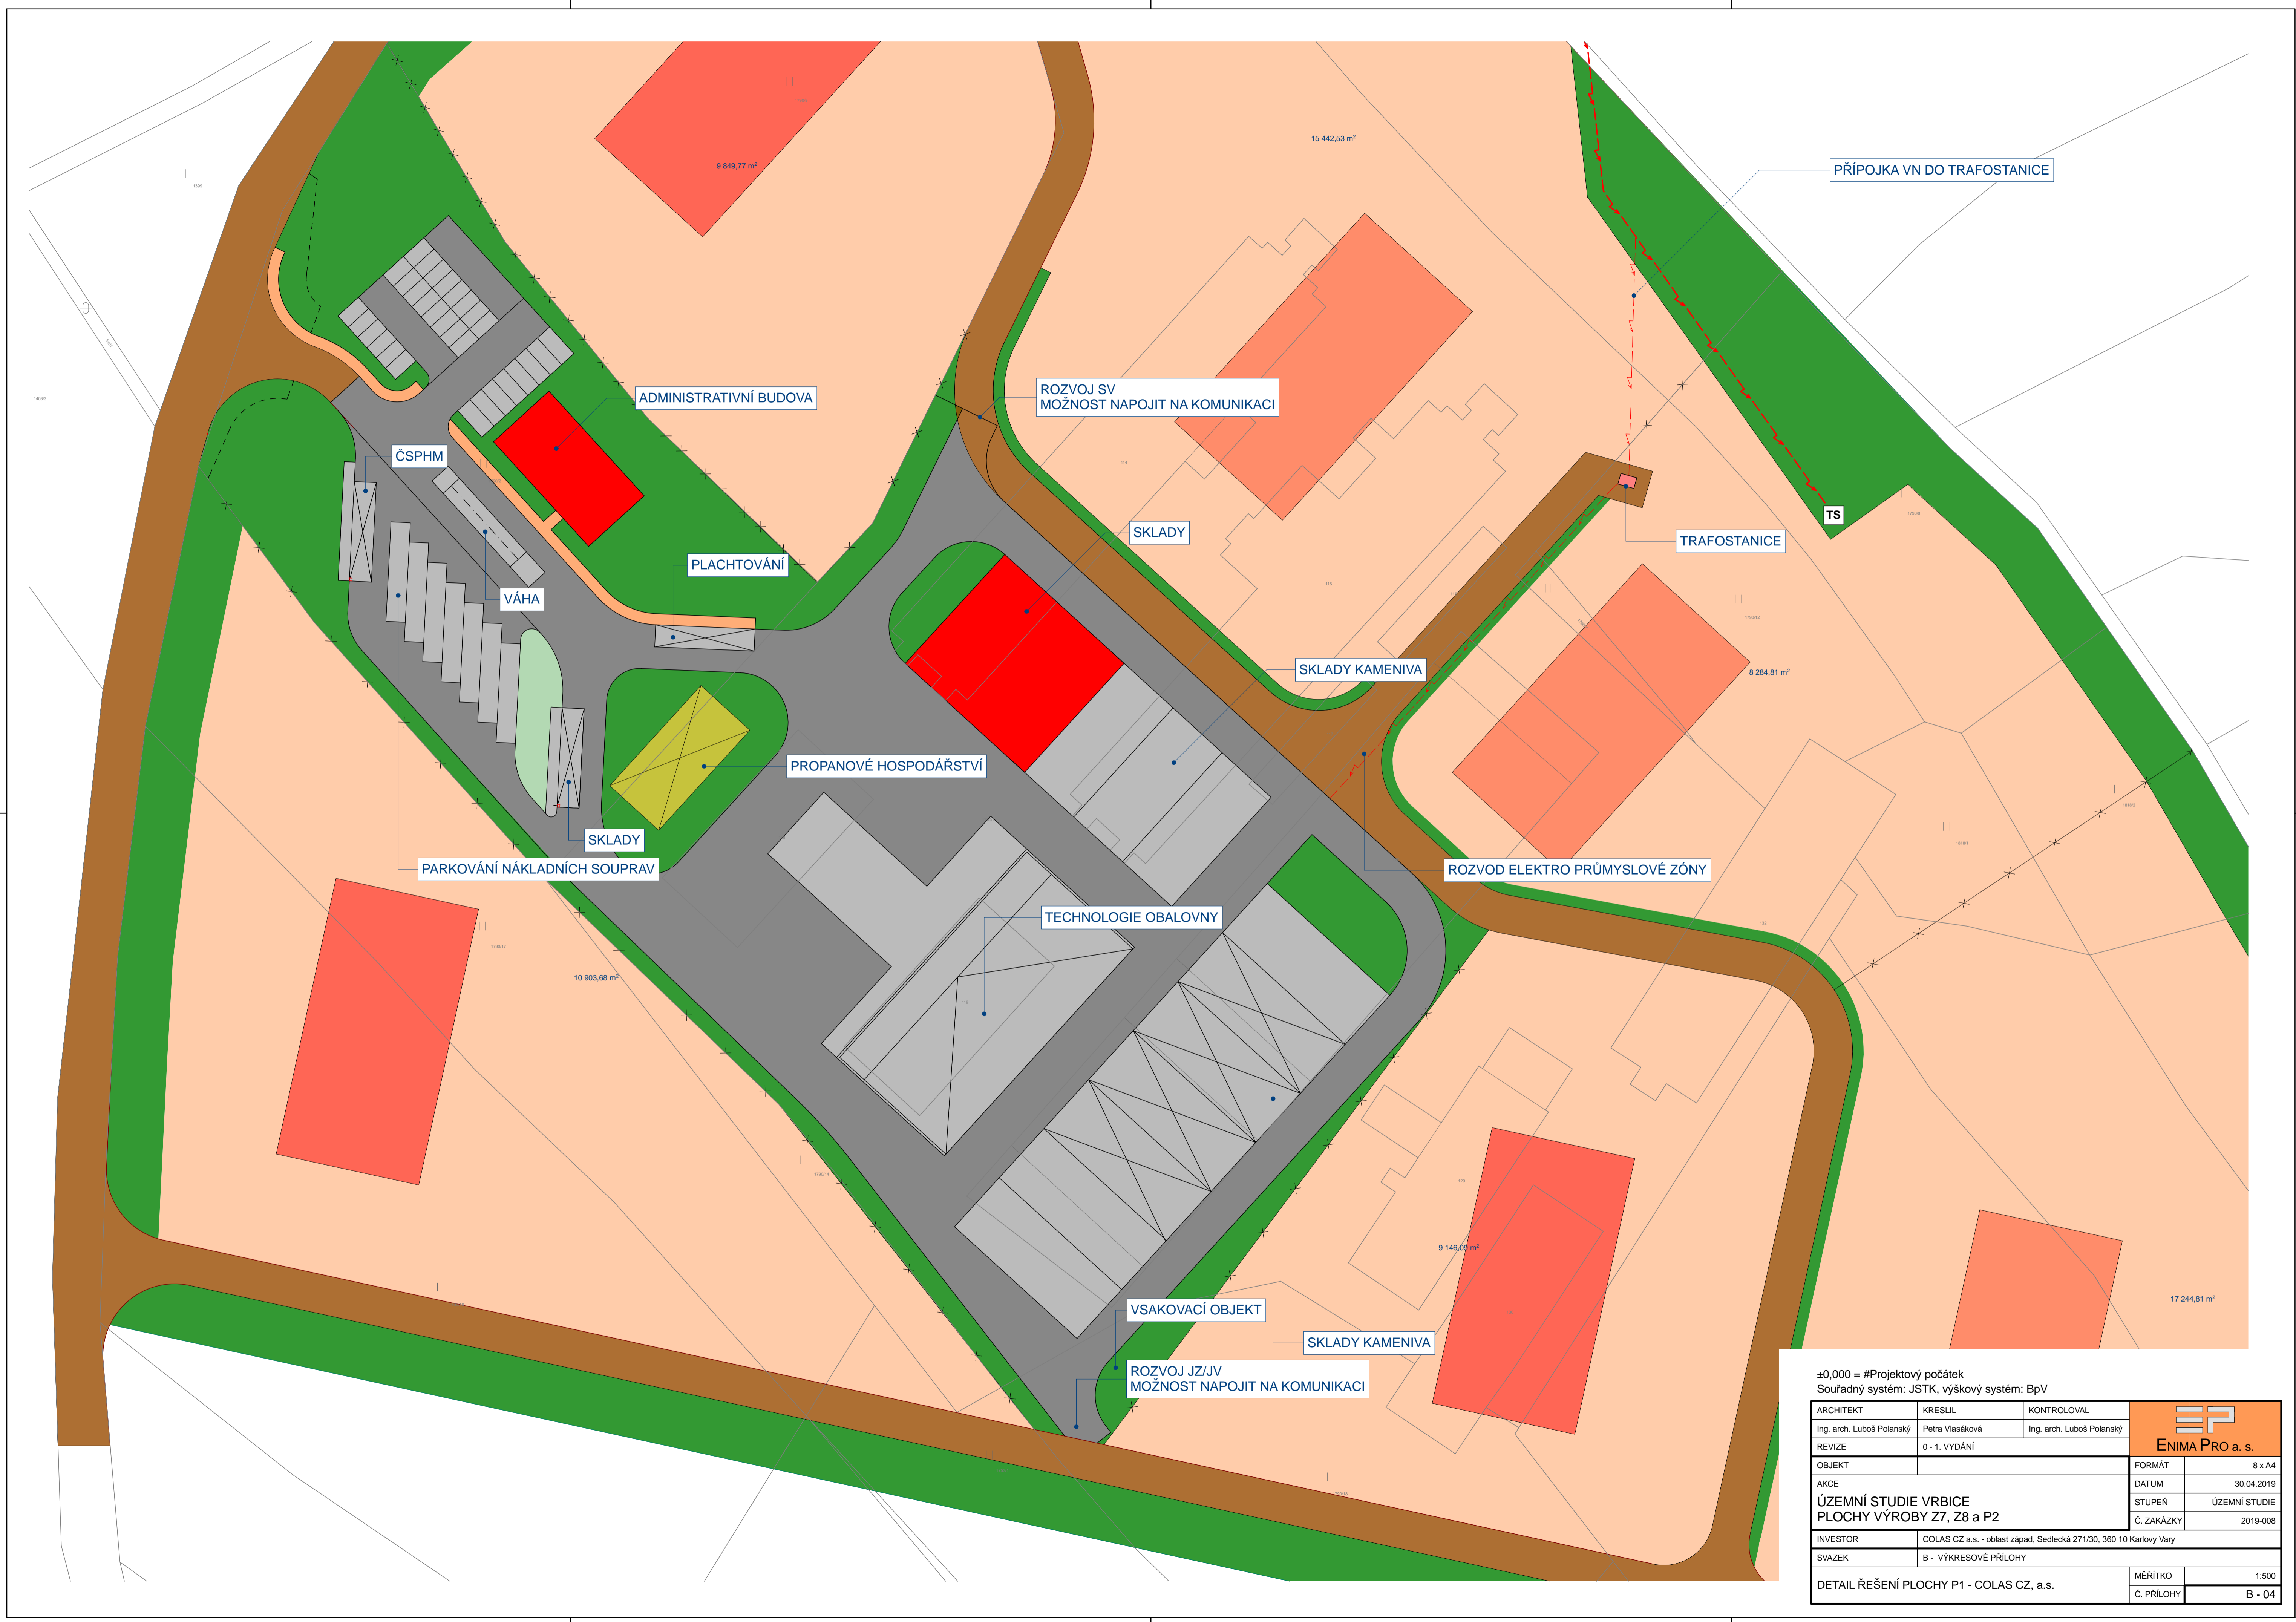 15 442,53 m²
9 849,77 m²
PŘÍPOJKA VN DO TRAFOSTANICE
ADMINISTRATIVNÍ BUDOVA
ROZVOJ SV
MOŽNOST NAPOJIT NA KOMUNIKACI
ČSPHM
TS
SKLADY
TRAFOSTANICE
PLACHTOVÁNÍ
VÁHA
SKLADY KAMENIVA
8 284,81 m²
PROPANOVÉ HOSPODÁŘSTVÍ
SKLADY
PARKOVÁNÍ NÁKLADNÍCH SOUPRAV
ROZVOD ELEKTRO PRŮMYSLOVÉ ZÓNY
TECHNOLOGIE OBALOVNY
10 903,68 m²
9 146,09 m²
17 244,81 m²
VSAKOVACÍ OBJEKT
SKLADY KAMENIVA
ROZVOJ JZ/JV
MOŽNOST NAPOJIT NA KOMUNIKACI
±0,000 = #Projektový počátek
Souřadný systém: JSTK, výškový systém: BpV
ARCHITEKT KRESLIL KONTROLOVAL
Ing. arch. Luboš Polanský Petra Vlasáková Ing. arch. Luboš Polanský
REVIZE 0 - 1. VYDÁNÍ
ENIMA PRO a. s.
OBJEKT FORMÁT 8 x A4
AKCE DATUM 30.04.2019
ÚZEMNÍ STUDIE VRBICE STUPEŇ ÚZEMNÍ STUDIE
PLOCHY VÝROBY Z7, Z8 a P2 Č. ZAKÁZKY 2019-008
INVESTOR COLAS CZ a.s. - oblast západ, Sedlecká 271/30, 360 10 Karlovy Vary
SVAZEK B - VÝKRESOVÉ PŘÍLOHY
DETAIL ŘEŠENÍ PLOCHY P1 - COLAS CZ, a.s. MĚŘÍTKO 1:500
Č. PŘÍLOHY B - 04